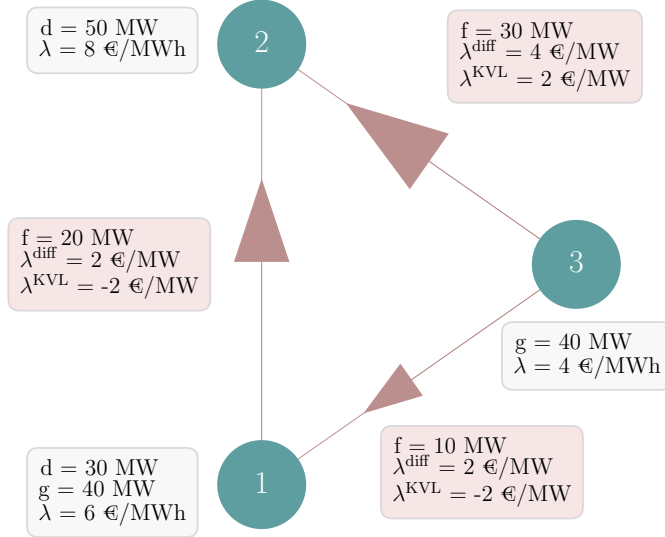 d = 50 MW
λ = 8 €/MWh
2
f = 30 MW
λ^diff = 4 €/MW
λ^KVL = 2 €/MW
f = 20 MW
λ^diff = 2 €/MW
λ^KVL = -2 €/MW
3
g = 40 MW
λ = 4 €/MWh
d = 30 MW
g = 40 MW
λ = 6 €/MWh
1
f = 10 MW
λ^diff = 2 €/MW
λ^KVL = -2 €/MW